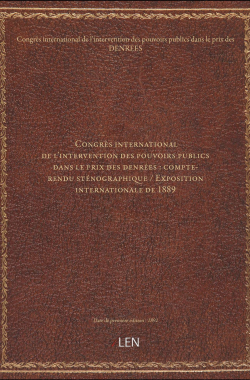 Congrès international de l'intervention des pouvoirs publics dans le prix des
DENREES
CONGRÈS INTERNATIONAL
DE L'INTERVENTION DES POUVOIRS PUBLICS
DANS LE PRIX DES DENRÉES : COMPTE-
RENDU STÉNOGRAPHIQUE / EXPOSITION
INTERNATIONALE DE 1889
LEN